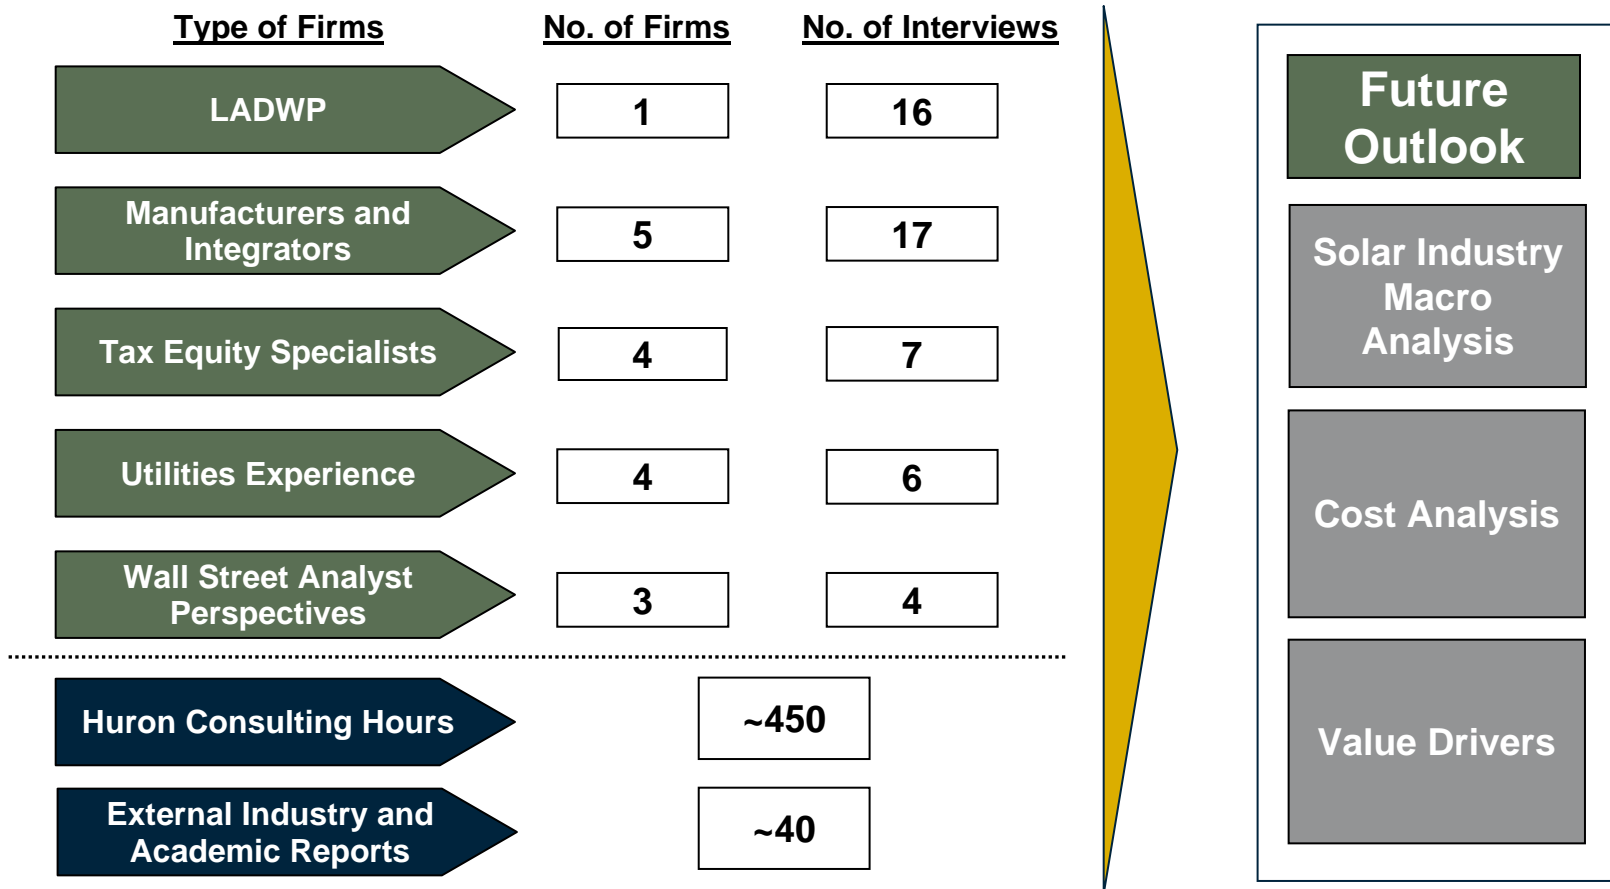 Type of Firms No. of Firms No. of Interviews
LADWP 1 16
Manufacturers and
Integrators 5 17
Tax Equity Specialists 4 7
Utilities Experience 4 6
Wall Street Analyst
Perspectives 3 4
Huron Consulting Hours ~450
External Industry and
Academic Reports ~40
Future
Outlook
Solar Industry
Macro
Analysis
Cost Analysis
Value Drivers